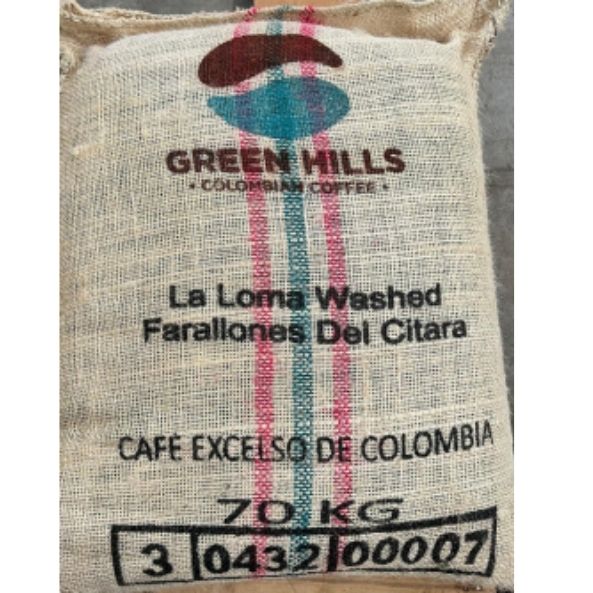 GREEN HILLS
• COLOMBIAN COFFEE •
La Loma Washed
Farallones Del Citara
CAFE EXCELSO DE COLOMBIA
70 KG
3 0432 00007